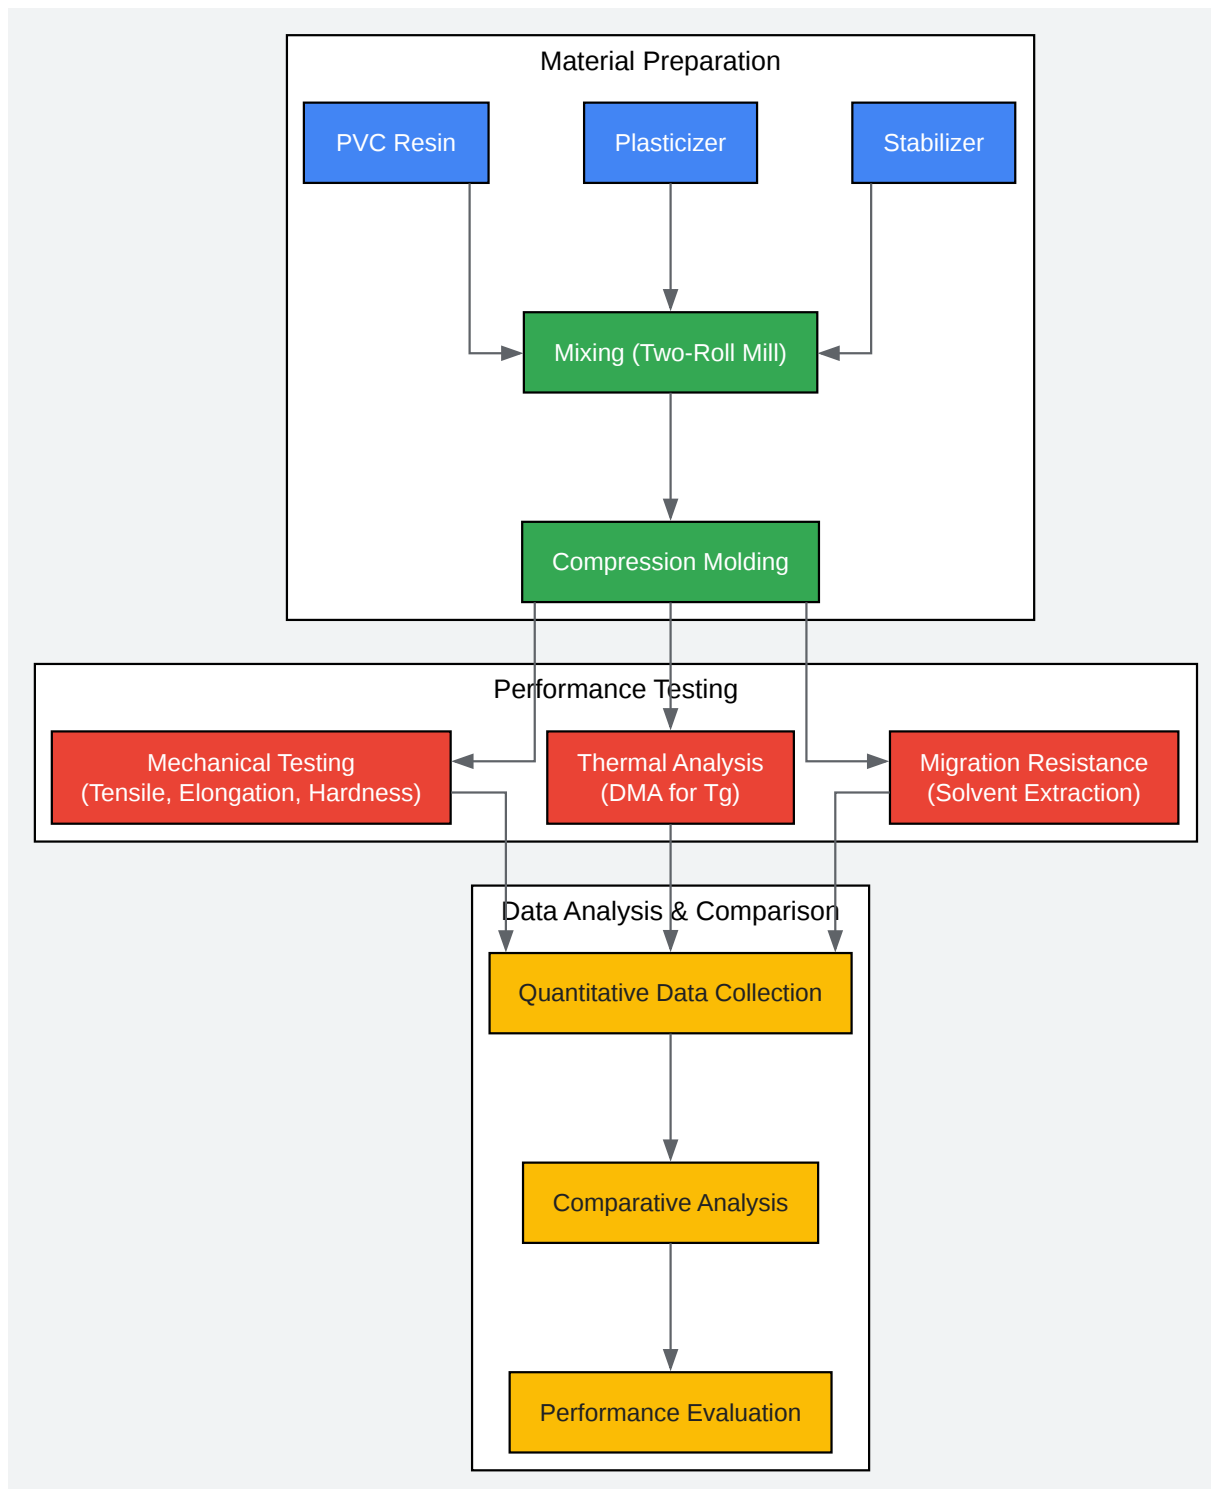 Material Preparation
PVC Resin
Plasticizer
Stabilizer
Mixing (Two-Roll Mill)
Compression Molding
Performance Testing
Mechanical Testing
(Tensile, Elongation, Hardness)
Thermal Analysis
(DMA for Tg)
Migration Resistance
(Solvent Extraction)
Data Analysis & Comparison
Quantitative Data Collection
Comparative Analysis
Performance Evaluation